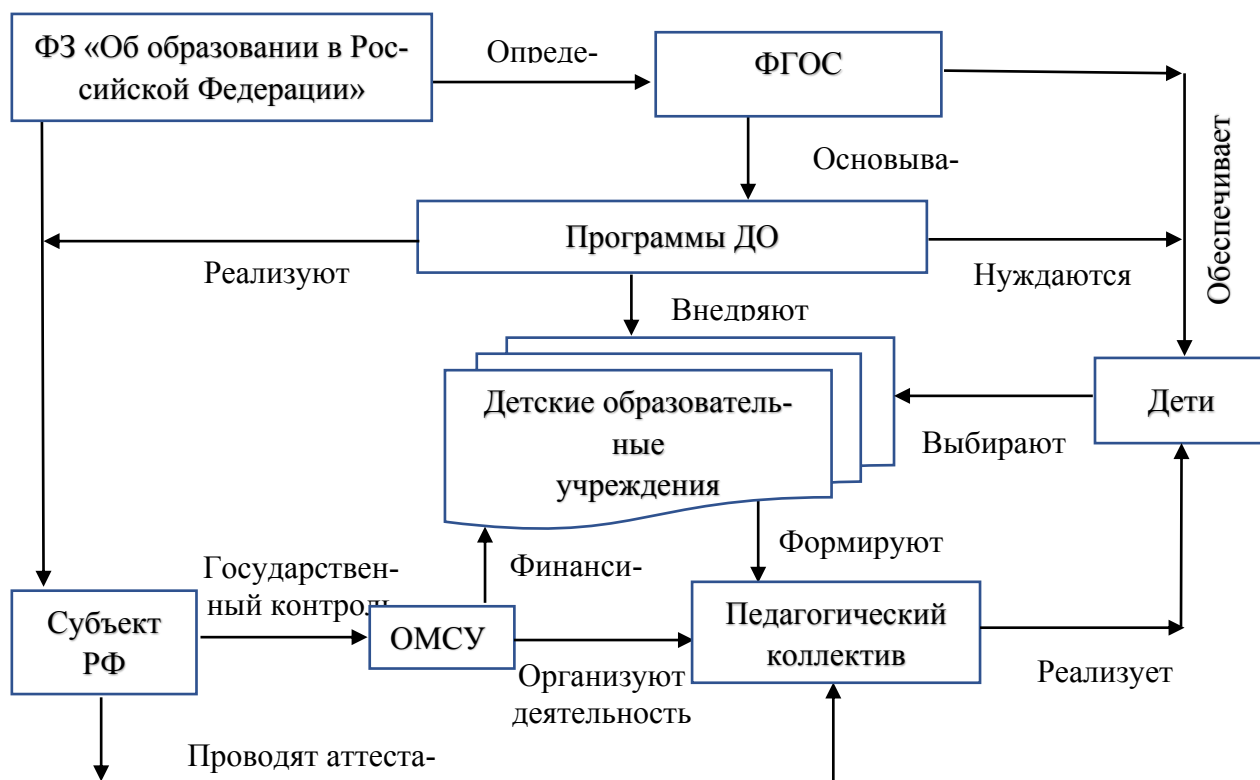 ФЗ «Об образовании в Рос-
сийской Федерации»
Опреде-
ФГОС
Основыва-
Обеспечивает
Программы ДО
Реализуют
Нуждаются
Внедряют
Детские образователь-
ные
учреждения
Дети
Выбирают
Формируют
Финанси-
Государствен-
ный контроль
Субъект
РФ
ОМСУ
Педагогический
коллектив
Организуют
деятельность
Реализует
Проводят аттеста-